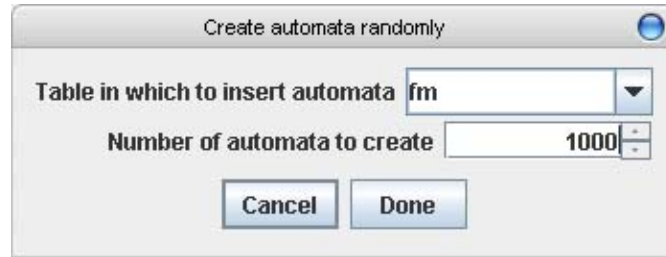 Create automata randomly
Table in which to insert automata fm
Number of automata to create 1000
Cancel Done